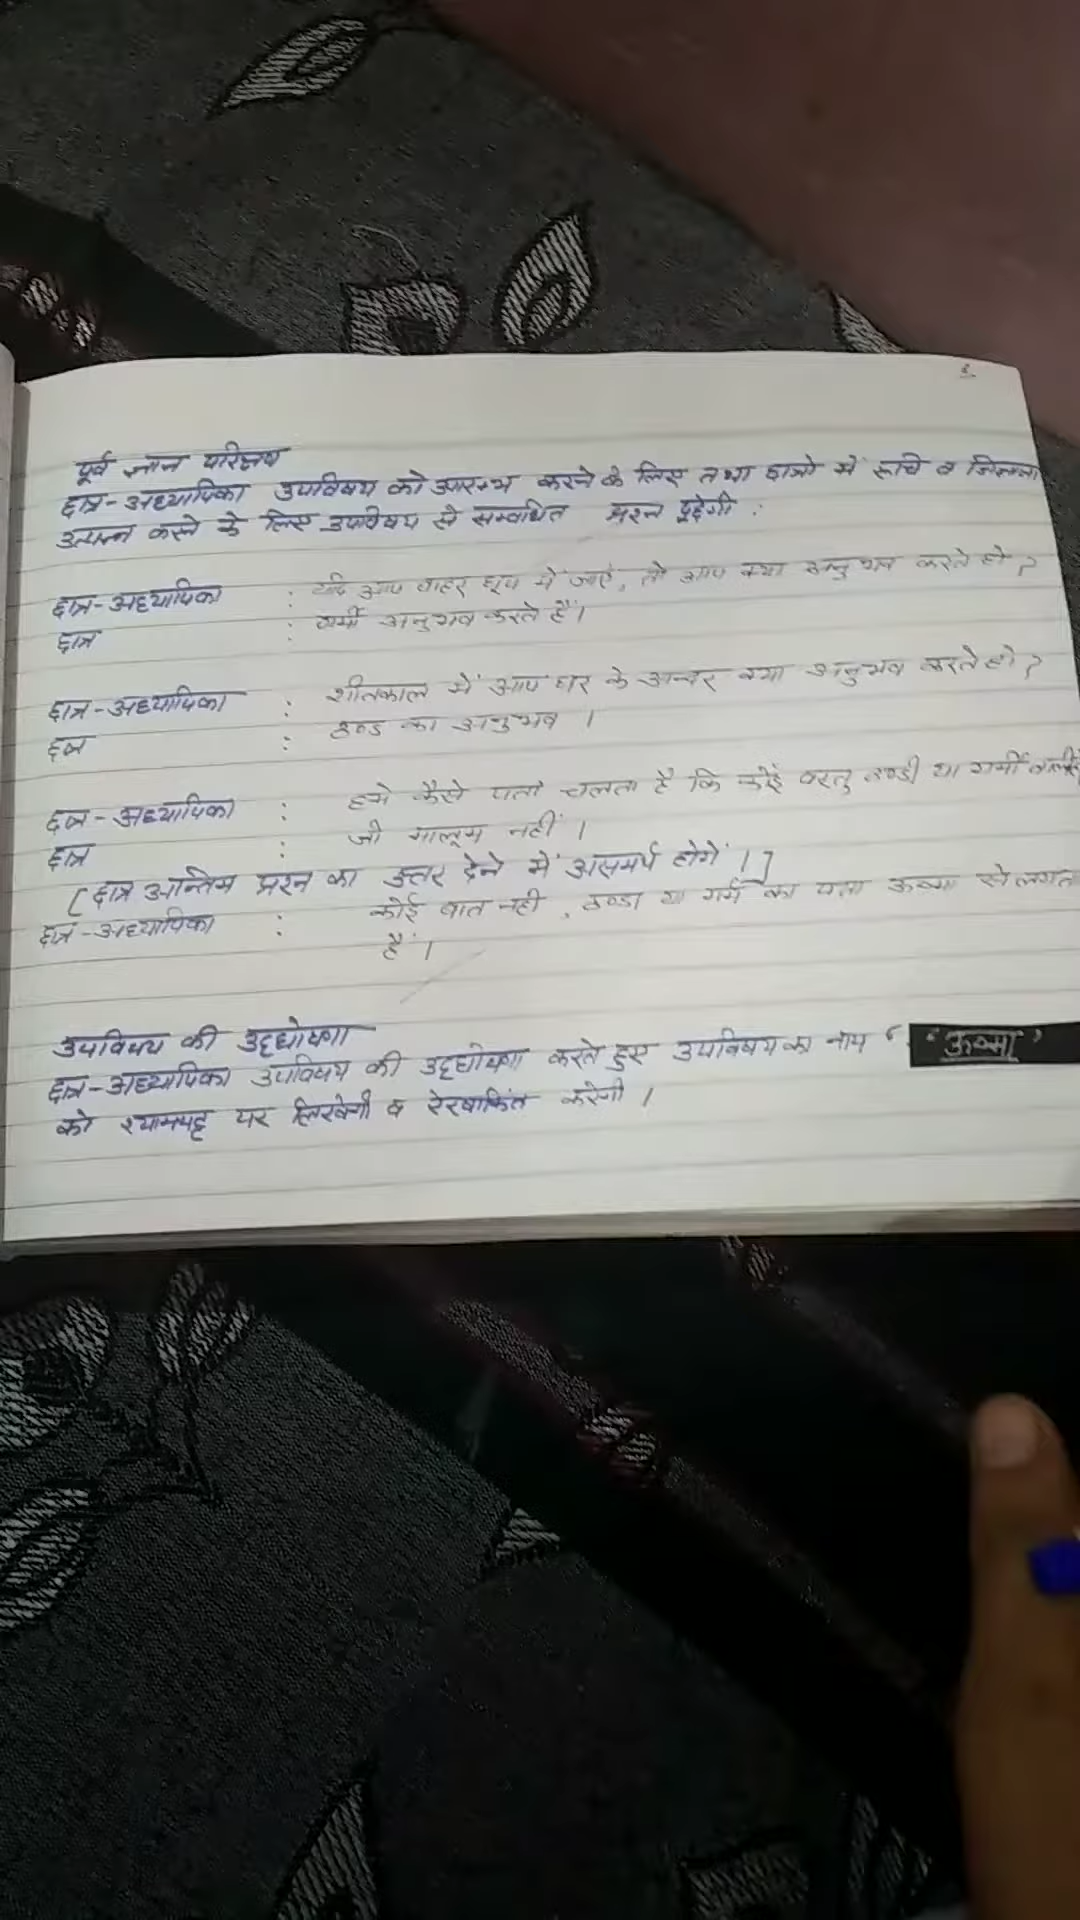 पूर्व ज्ञान परिक्षण
छात्र-अध्यापिका उपविषय को आरम्भ करने के लिए तथा छात्रो में रूचि व जिज्ञासा
उत्पन्न करने के लिए उपविषय से सम्बधित प्रश्न पूछेगी :
छात्र-अध्यापिका : यदि आप बाहर धूप में जाएं, तो आप क्या अनुभव करते हो ?
छात्र : गर्मी अनुभव करते हैं।
छात्र-अध्यापिका : शीतकाल में आप घर के अन्दर क्या अनुभव करते हो ?
छात्र : ठण्ड का अनुभव ।
छात्र-अध्यापिका : हमे कैसे पता चलता है कि कोई वस्तु ठण्डी या गर्मी
छात्र : जी मालूम नहीं ।
[छात्र अन्तिम प्रश्न का उत्तर देने में असमर्थ होगें ।]
छात्र-अध्यापिका : कोई बात नही, ठण्डा या गर्म का पता ऊष्मा से लगता
है ।
उपविषय की उद्घोषणा
छात्र-अध्यापिका उपविषय की उद्घोषणा करते हुए उपविषय का नाम ' 'ऊष्मा'
को श्यामपट्ट पर लिखेगी व रेखांकित करेगी ।